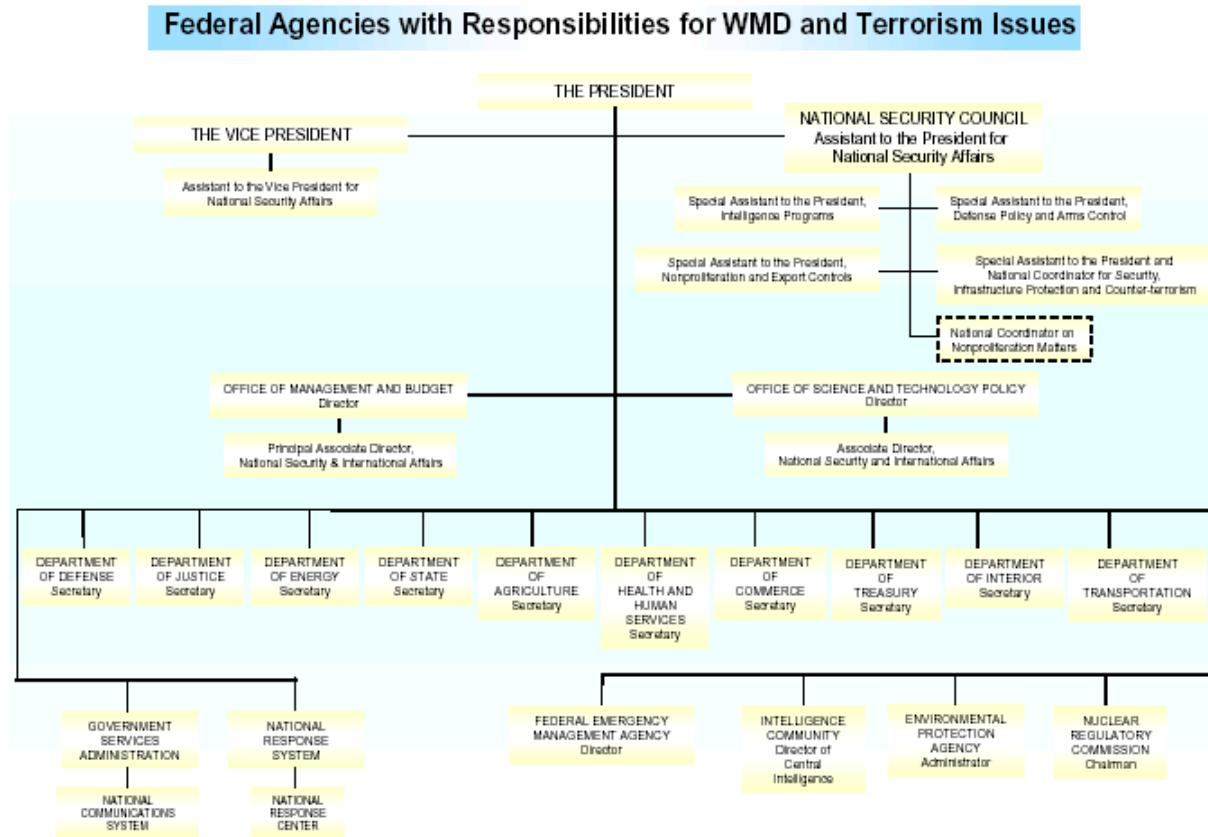 Federal Agencies with Responsibilities for WMD and Terrorism Issues
THE PRESIDENT
THE VICE PRESIDENT
NATIONAL SECURITY COUNCIL
Assistant to the President for
National Security Affairs
Assistant to the Vice President for
National Security Affairs
Special Assistant to the President,
Intelligence Programs
Special Assistant to the President,
Defense Policy and Arms Control
Special Assistant to the President,
Nonproliferation and Export Controls
Special Assistant to the President and
National Coordinator for Security,
Infrastructure Protection and Counter-terrorism
National Coordinator on
Nonproliferation Matters
OFFICE OF MANAGEMENT AND BUDGET
Director
OFFICE OF SCIENCE AND TECHNOLOGY POLICY
Director
Principal Associate Director,
National Security & International Affairs
Associate Director,
National Security and International Affairs
DEPARTMENT
OF DEFENSE
Secretary
DEPARTMENT
OF JUSTICE
Secretary
DEPARTMENT
OF ENERGY
Secretary
DEPARTMENT
OF STATE
Secretary
DEPARTMENT
OF
AGRICULTURE
Secretary
DEPARTMENT
OF
HEALTH AND
HUMAN
SERVICES
Secretary
DEPARTMENT
OF
COMMERCE
Secretary
DEPARTMENT
OF
TREASURY
Secretary
DEPARTMENT
OF INTERIOR
Secretary
DEPARTMENT
OF
TRANSPORTATION
Secretary
GOVERNMENT
SERVICES
ADMINISTRATION
NATIONAL
RESPONSE
SYSTEM
FEDERAL EMERGENCY
MANAGEMENT AGENCY
Director
INTELLIGENCE
COMMUNITY
Director of
Central
Intelligence
ENVIRONMENTAL
PROTECTION
AGENCY
Administrator
NUCLEAR
REGULATORY
COMMISSION
Chairman
NATIONAL
COMMUNICATIONS
SYSTEM
NATIONAL
RESPONSE
CENTER